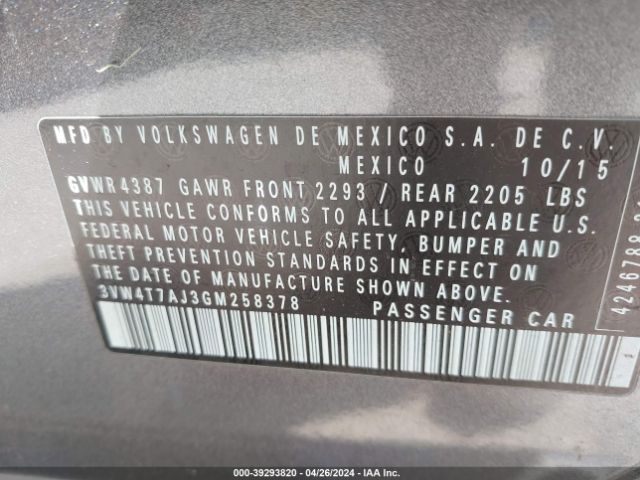 MFD BY VOLKSWAGEN DE MEXICO S.A. DE C.V.
MEXICO 10/15
GVWR 4387 GAWR FRONT 2293 / REAR 2205 LBS
THIS VEHICLE CONFORMS TO ALL APPLICABLE U.S.
FEDERAL MOTOR VEHICLE SAFETY, BUMPER AND
THEFT PREVENTION STANDARDS IN EFFECT ON
THE DATE OF MANUFACTURE SHOWN ABOVE.
3VW4T7AJ3GM258378 PASSENGER CAR
4246788
000-39293820 - 04/26/2024 - IAA Inc.